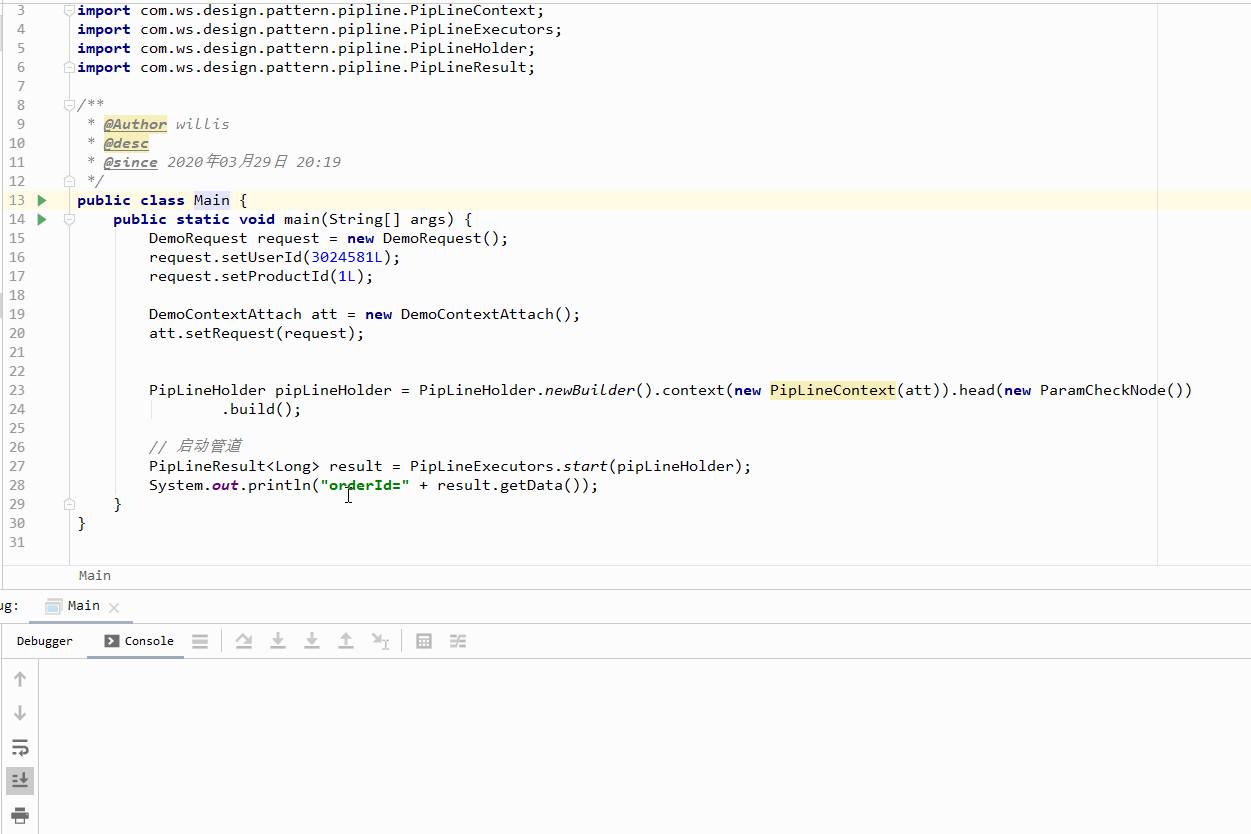 3 import com.ws.design.pattern.pipline.PipLineContext;
4 import com.ws.design.pattern.pipline.PipLineExecutors;
5 import com.ws.design.pattern.pipline.PipLineHolder;
6 import com.ws.design.pattern.pipline.PipLineResult;
7
8 /**
9 * @Author willis
10 * @desc
11 * @since 2020年03月29日 20:19
12 */
13 public class Main {
14 public static void main(String[] args) {
15 DemoRequest request = new DemoRequest();
16 request.setUserId(3024581L);
17 request.setProductId(1L);
18
19 DemoContextAttach att = new DemoContextAttach();
20 att.setRequest(request);
21
22
23 PipLineHolder pipLineHolder = PipLineHolder.newBuilder().context(new PipLineContext(att)).head(new ParamCheckNode())
24 .build();
25
26 // 启动管道
27 PipLineResult<Long> result = PipLineExecutors.start(pipLineHolder);
28 System.out.println("orderId=" + result.getData());
29 }
30 }
31
Main
ug: Main
Debugger Console